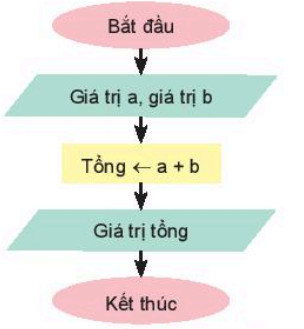 Bắt đầu
Giá trị a, giá trị b
Tổng ← a + b
Giá trị tổng
Kết thúc